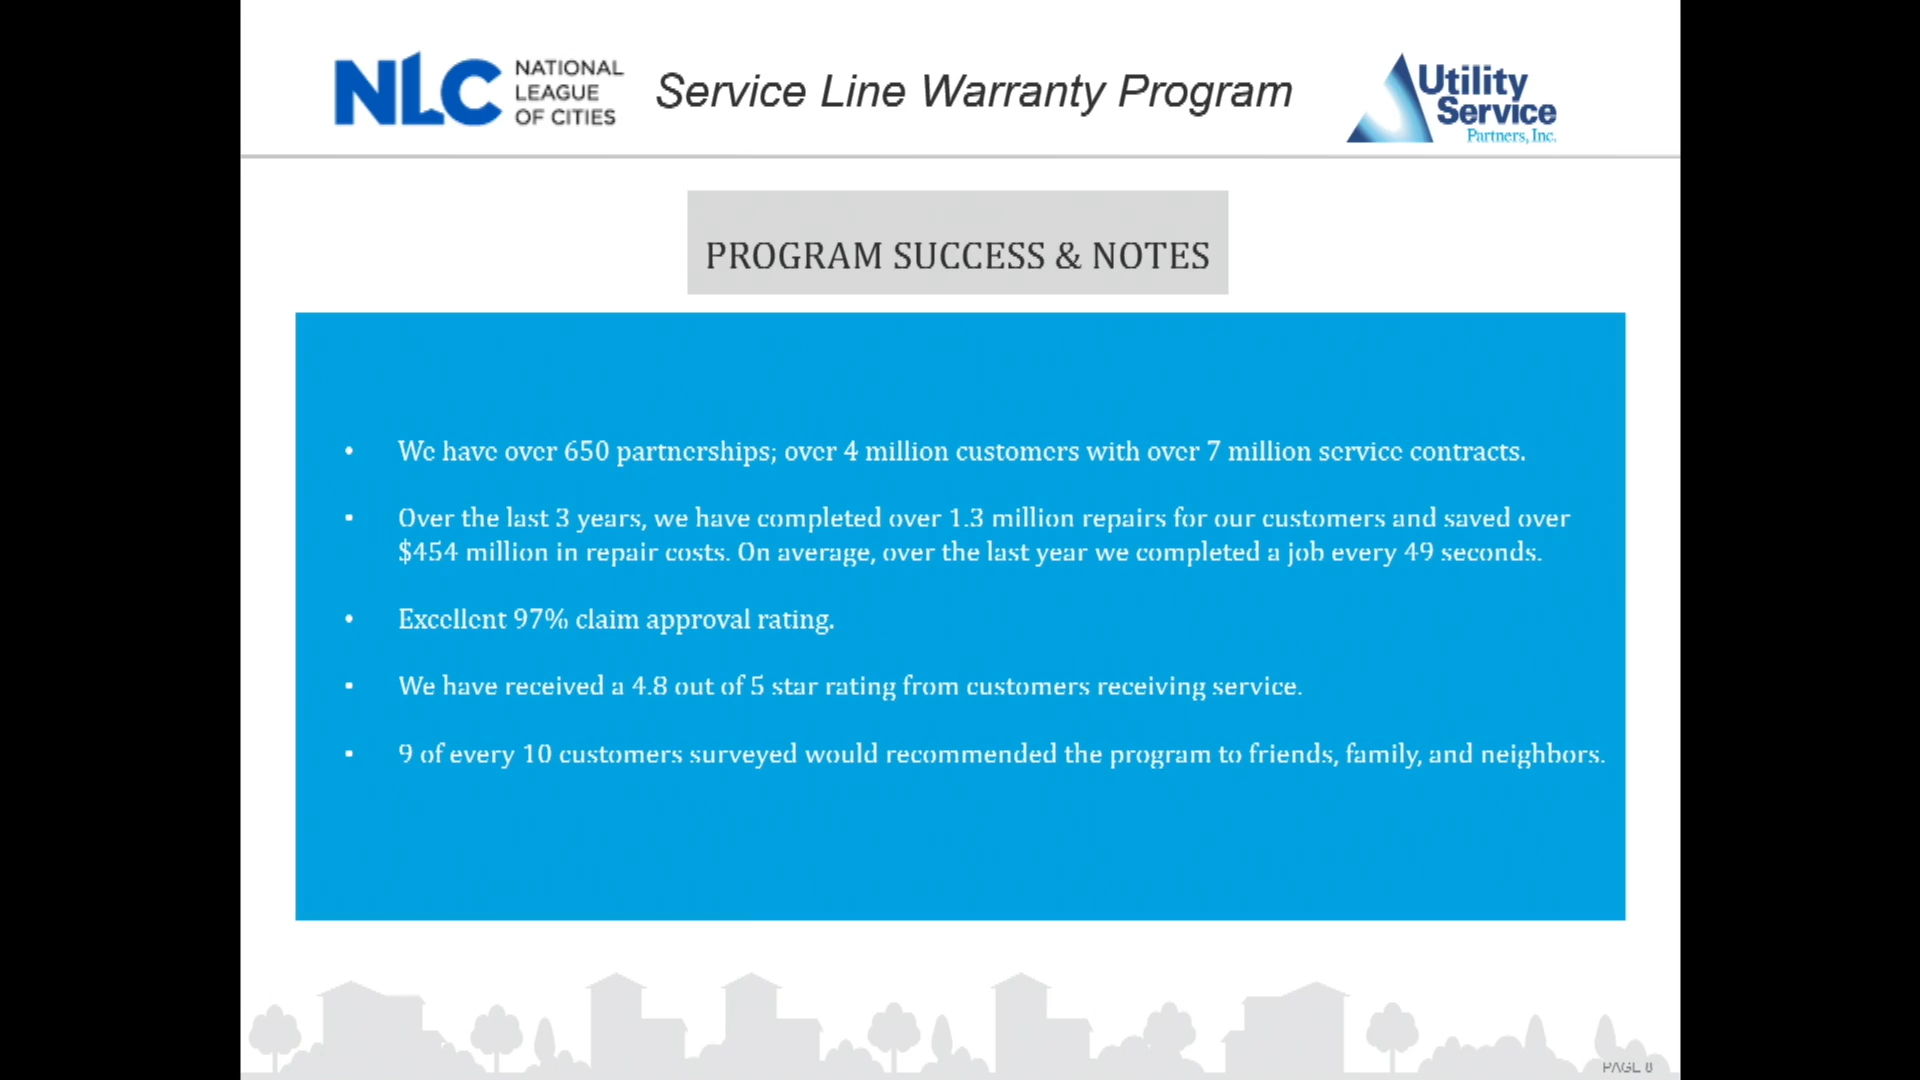 NLC NATIONAL
LEAGUE
OF CITIES
Service Line Warranty Program
Utility
Service
Partners, Inc.
PROGRAM SUCCESS & NOTES
• We have over 650 partnerships; over 4 million customers with over 7 million service contracts.
• Over the last 3 years, we have completed over 1.3 million repairs for our customers and saved over
$454 million in repair costs. On average, over the last year we completed a job every 49 seconds.
• Excellent 97% claim approval rating.
• We have received a 4.8 out of 5 star rating from customers receiving service.
• 9 of every 10 customers surveyed would recommended the program to friends, family, and neighbors.
PAGE 8